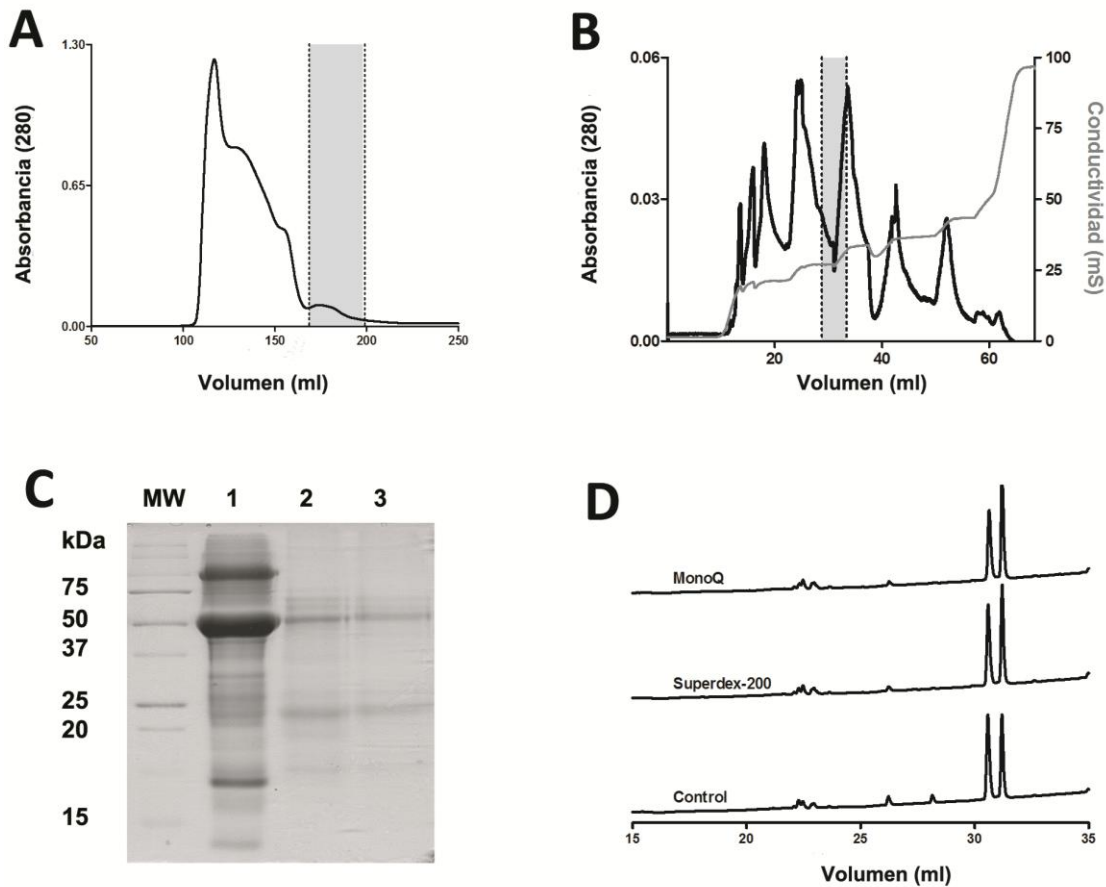 A
1.30
0.65
0.00
50
100
150
200
250
Absorbancia (280)
Volumen (ml)
B
0.06
0.03
0.00
20
40
60
100
75
50
25
0
Absorbancia (280)
Conductividad (mS)
Volumen (ml)
C
MW 1 2 3
kDa
75
50
37
25
20
15
D
MonoQ
Superdex-200
Control
15
20
25
30
35
Volumen (ml)